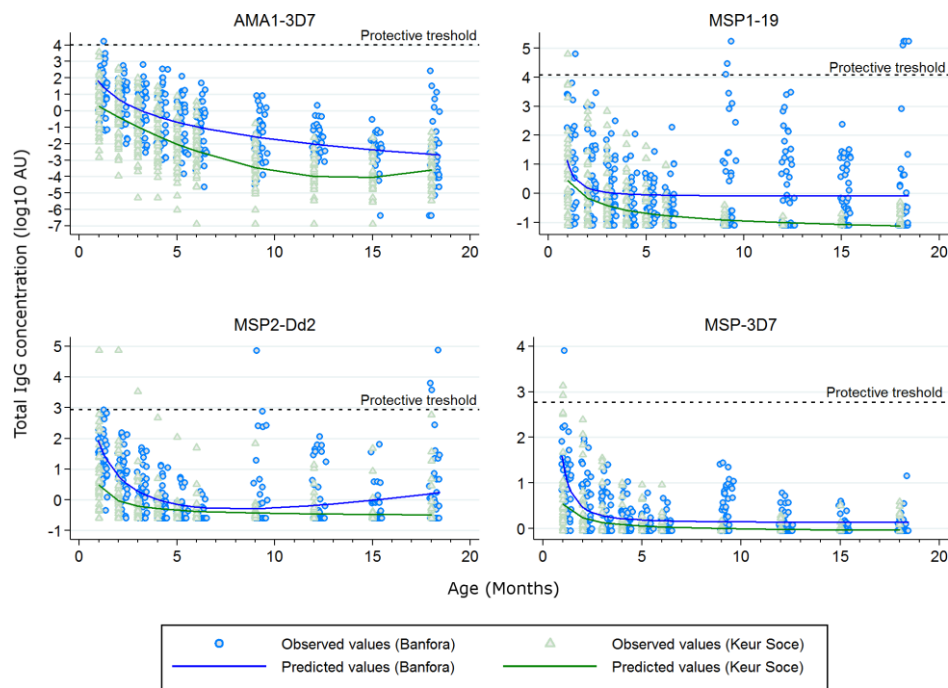 AMA1-3D7
MSP1-19
Protective treshold
Protective treshold
4
3
2
1
0
-1
-2
-3
-4
-5
-6
-7
0 5 10 15 20
5
4
3
2
1
0
-1
0 5 10 15 20
Total IgG concentration (log10 AU)
MSP2-Dd2
MSP-3D7
Protective treshold
Protective treshold
5
4
3
2
1
0
-1
0 5 10 15 20
4
3
2
1
0
0 5 10 15 20
Age (Months)
Observed values (Banfora) Observed values (Keur Soce)
Predicted values (Banfora) Predicted values (Keur Soce)